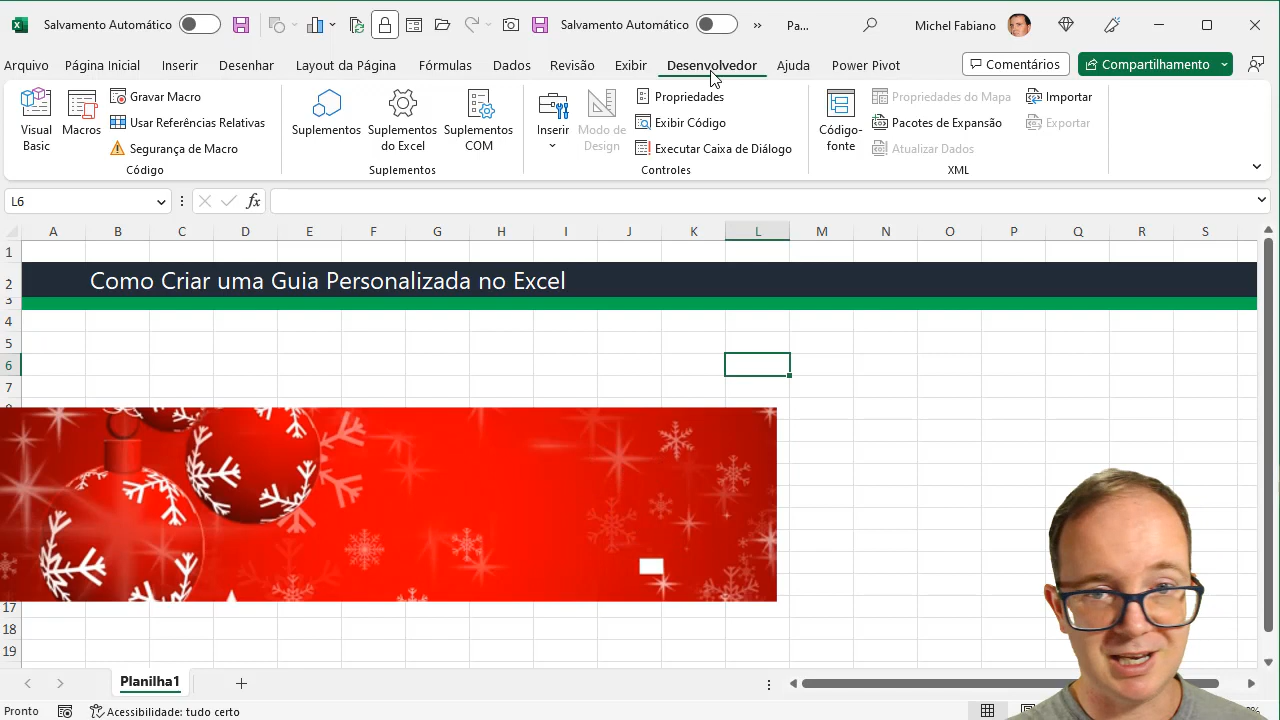 Salvamento Automático
Salvamento Automático
»
Pa...
Michel Fabiano
Arquivo Página Inicial Inserir Desenhar Layout da Página Fórmulas Dados Revisão Exibir Desenvolvedor Ajuda Power Pivot
Comentários
Compartilhamento
Visual Basic
Macros
Gravar Macro
Usar Referências Relativas
Segurança de Macro
Código
Suplementos
Suplementos do Excel
Suplementos COM
Suplementos
Inserir
Modo de Design
Propriedades
Exibir Código
Executar Caixa de Diálogo
Controles
Código-fonte
Propriedades do Mapa
Pacotes de Expansão
Atualizar Dados
Importar
Exportar
XML
L6
fx
A B C D E F G H I J K L M N O P Q R S
1
2
Como Criar uma Guia Personalizada no Excel
3
4
5
6
7
17
18
19
Planilha1
Pronto
Acessibilidade: tudo certo